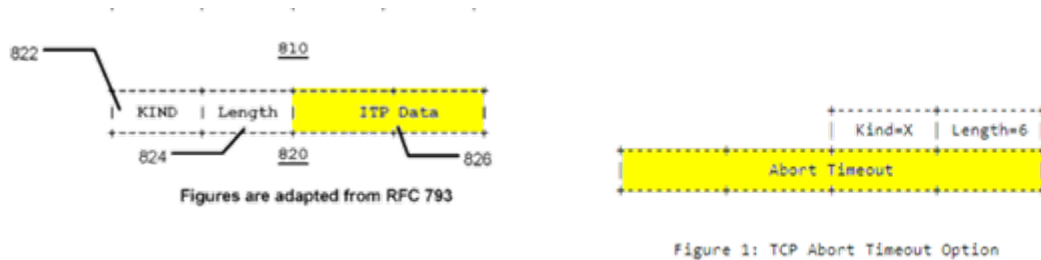 822
810
KIND Length ITP Data
824 820 826
Figures are adapted from RFC 793
Kind=X Length=6
Abort Timeout
Figure 1: TCP Abort Timeout Option